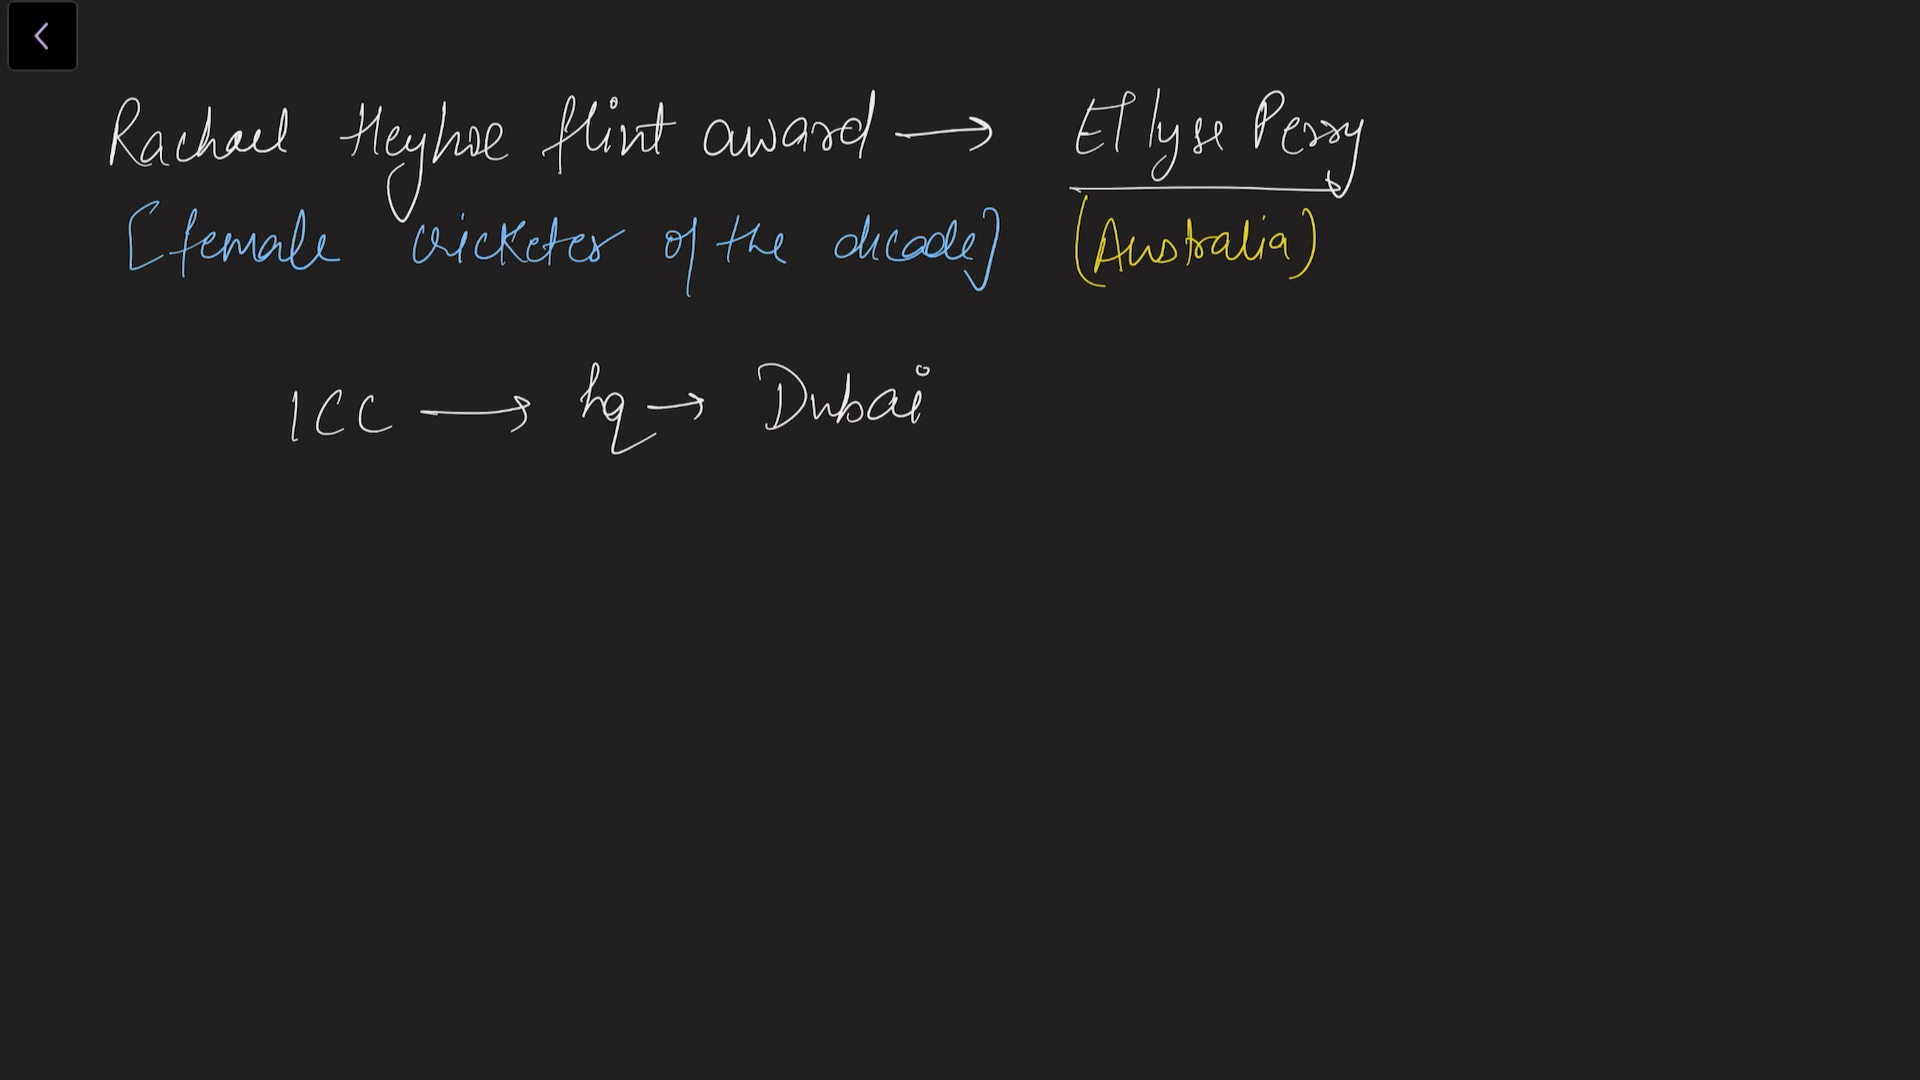 Rachael Heyhoe flint award → Ellyse Perry
[female cricketer of the decade] (Australia)
ICC → hq → Dubai